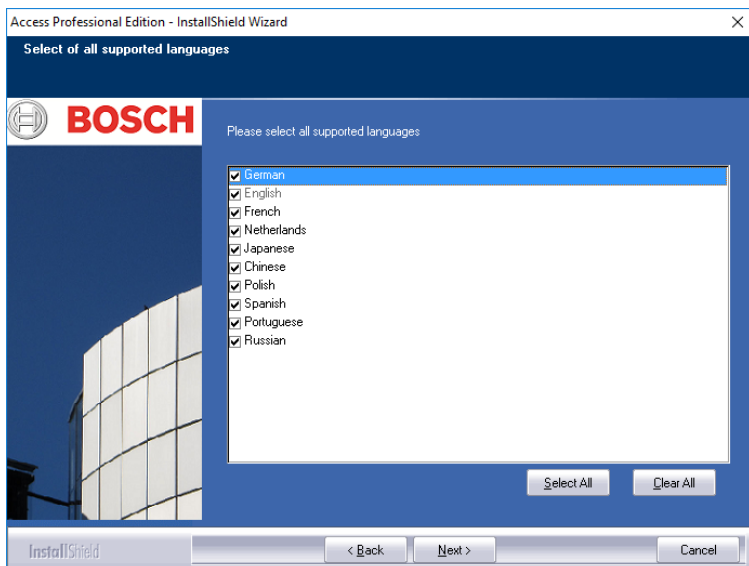 Access Professional Edition - InstallShield Wizard
Select of all supported languages
BOSCH
Please select all supported languages
German
English
French
Netherlands
Japanese
Chinese
Polish
Spanish
Portuguese
Russian
Select All Clear All
InstallShield < Back Next > Cancel